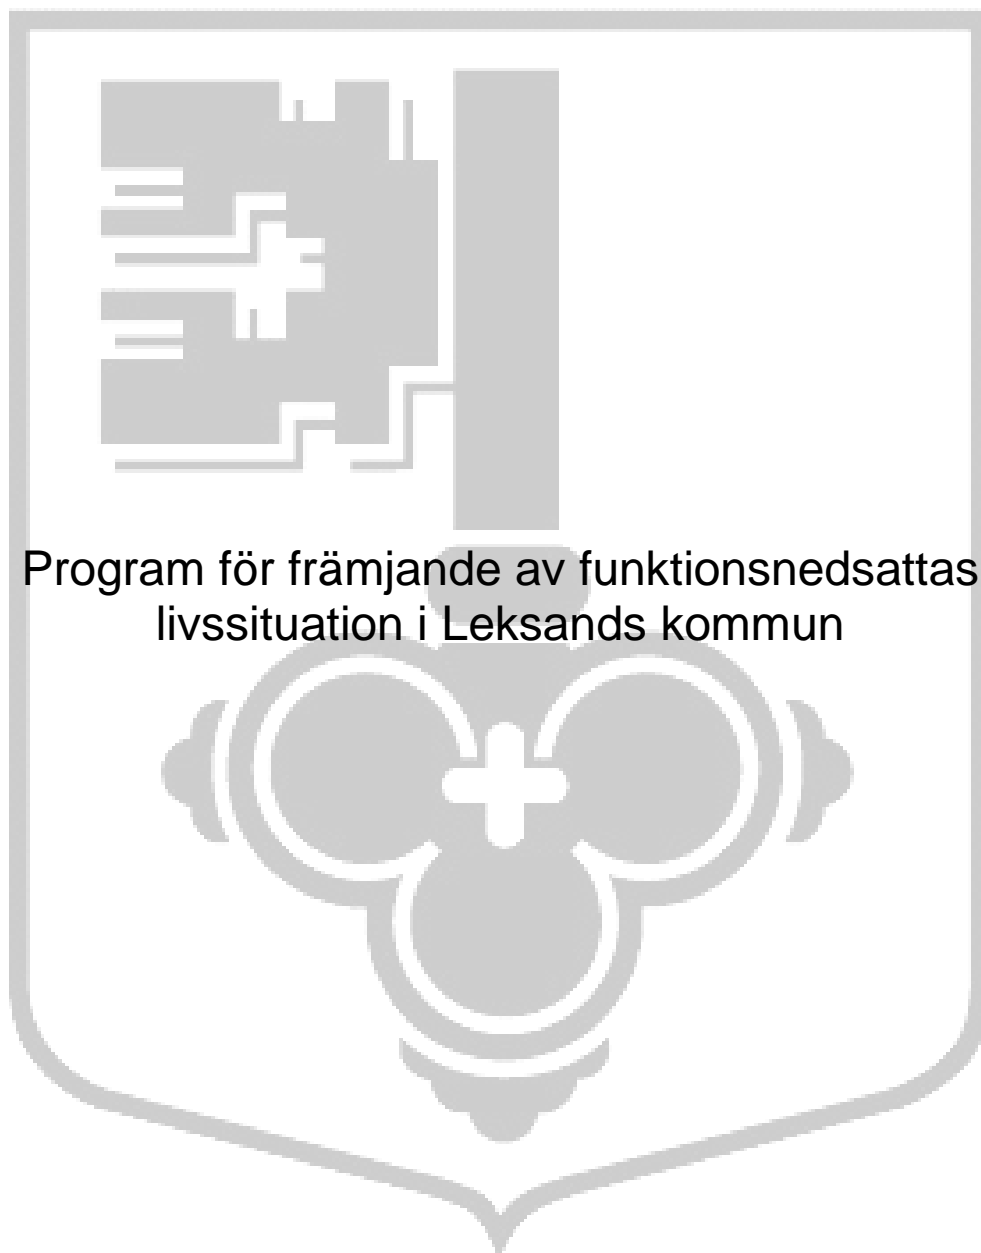 Program för främjande av funktionsnedsattas
livssituation i Leksands kommun